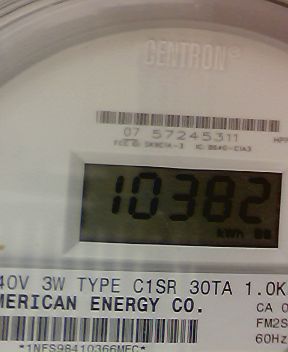 CENTRON®
07 57245311
10382
kWh
40V 3W TYPE C1SR 30TA 1.0K
MERICAN ENERGY CO.
CA 0
FM2S
60Hz
*1NFS98410366MFC*